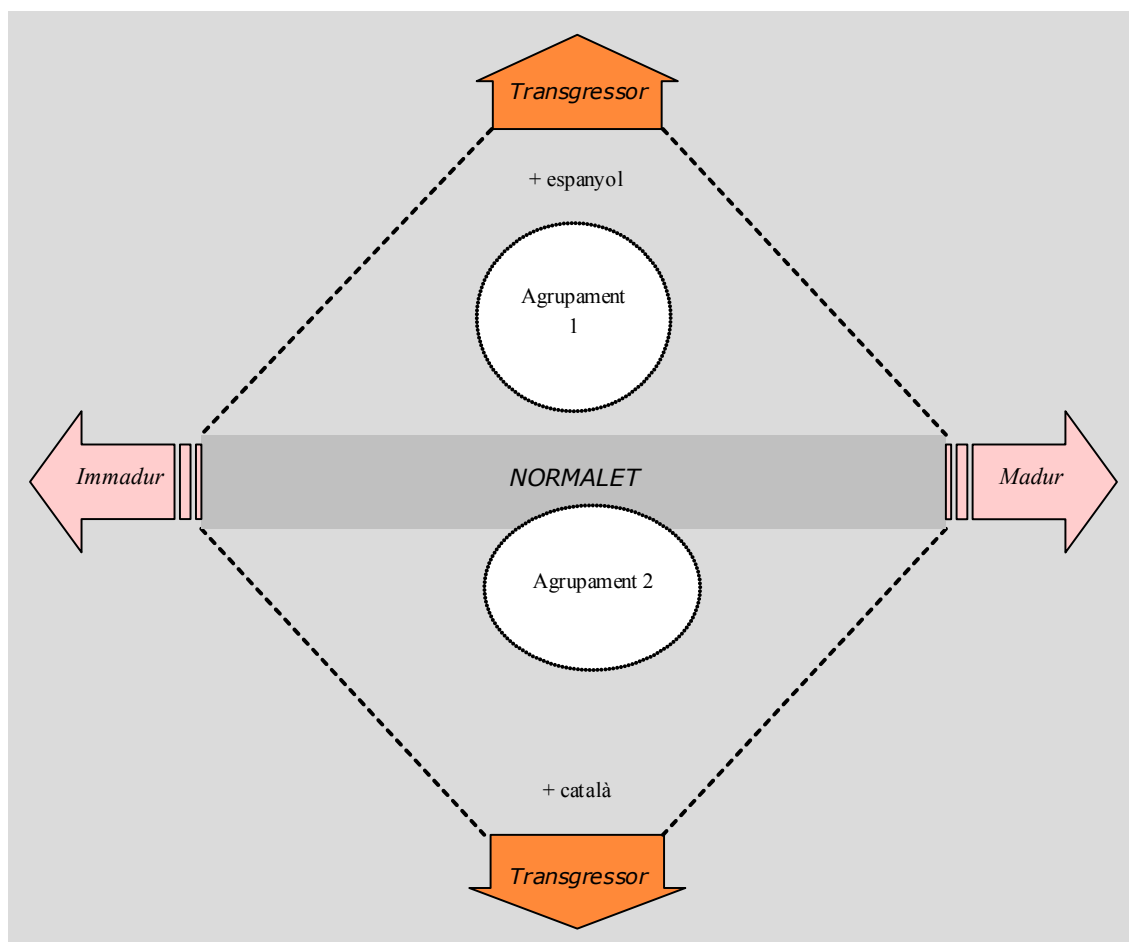 Transgressor
+ espanyol
Agrupament
1
Immadur
NORMALET
Madur
Agrupament 2
+ català
Transgressor